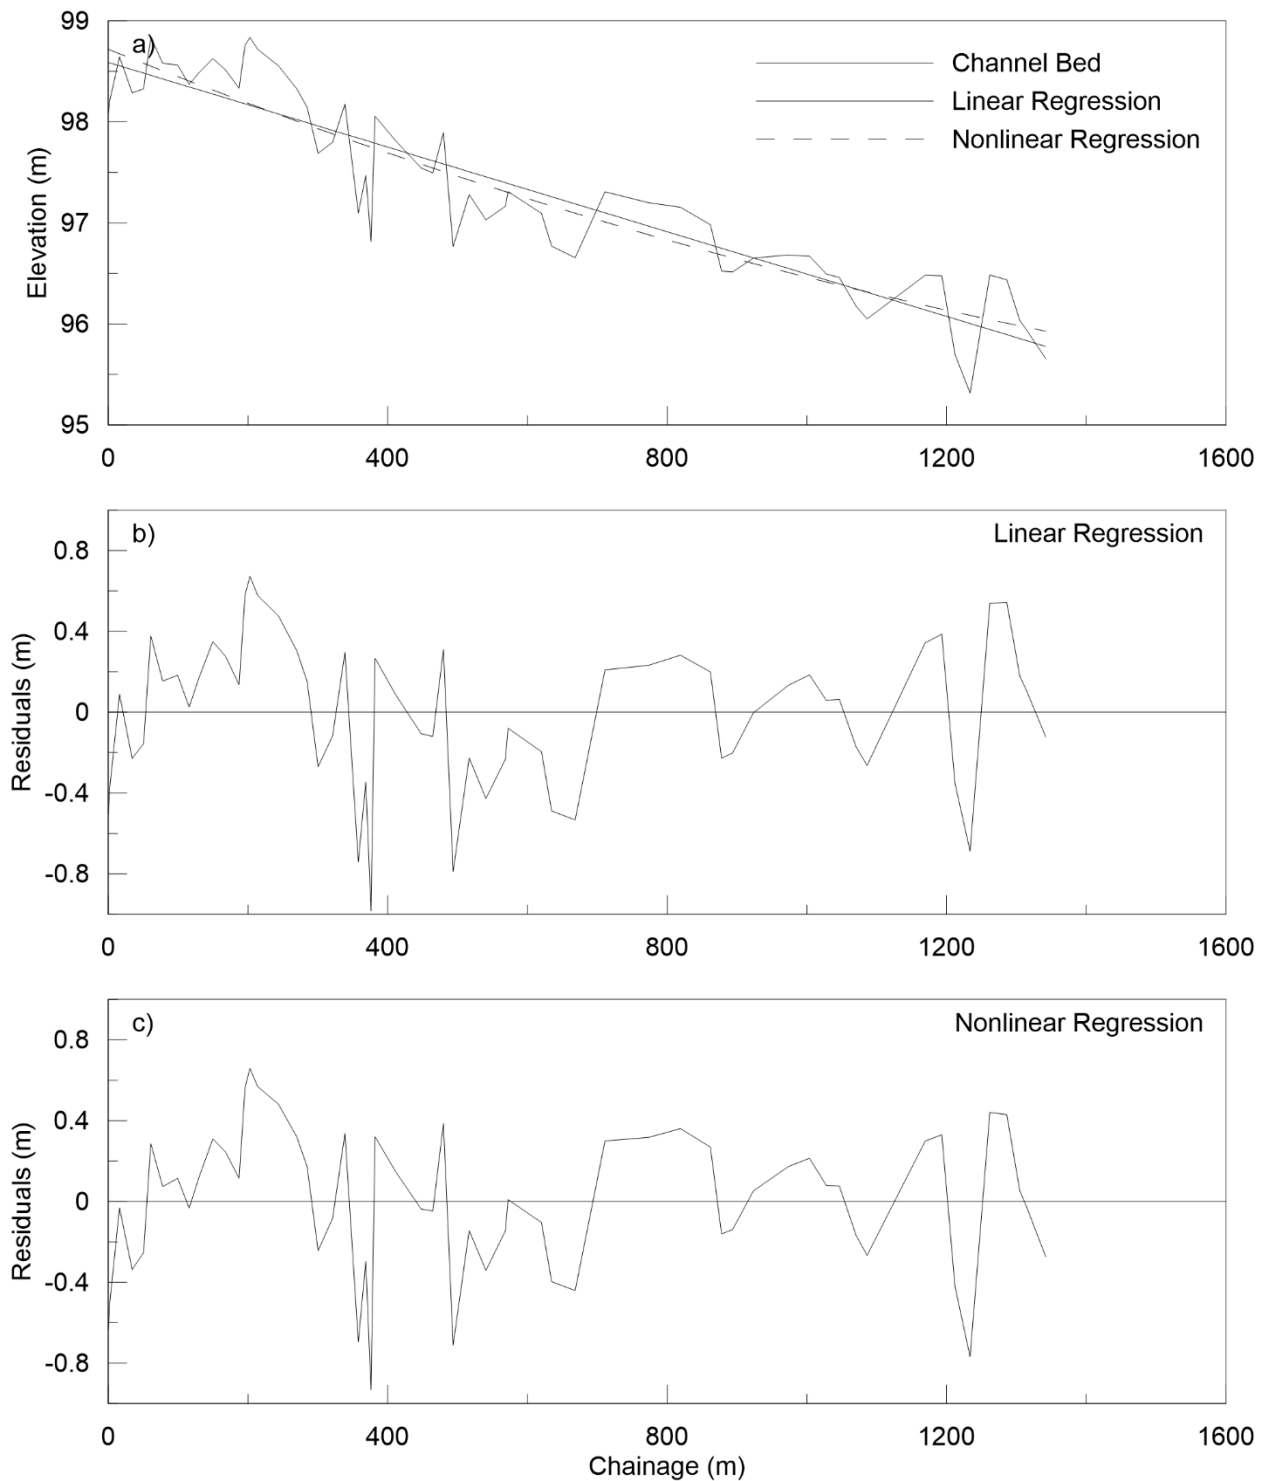 99
a)
Channel Bed
Linear Regression
98
Nonlinear Regression
Elevation (m)
97
96
95
0 400 800 1200 1600
b) Linear Regression
0.8
0.4
Residuals (m)
0
-0.4
-0.8
0 400 800 1200 1600
c) Nonlinear Regression
0.8
0.4
Residuals (m)
0
-0.4
-0.8
0 400 800 1200 1600
Chainage (m)